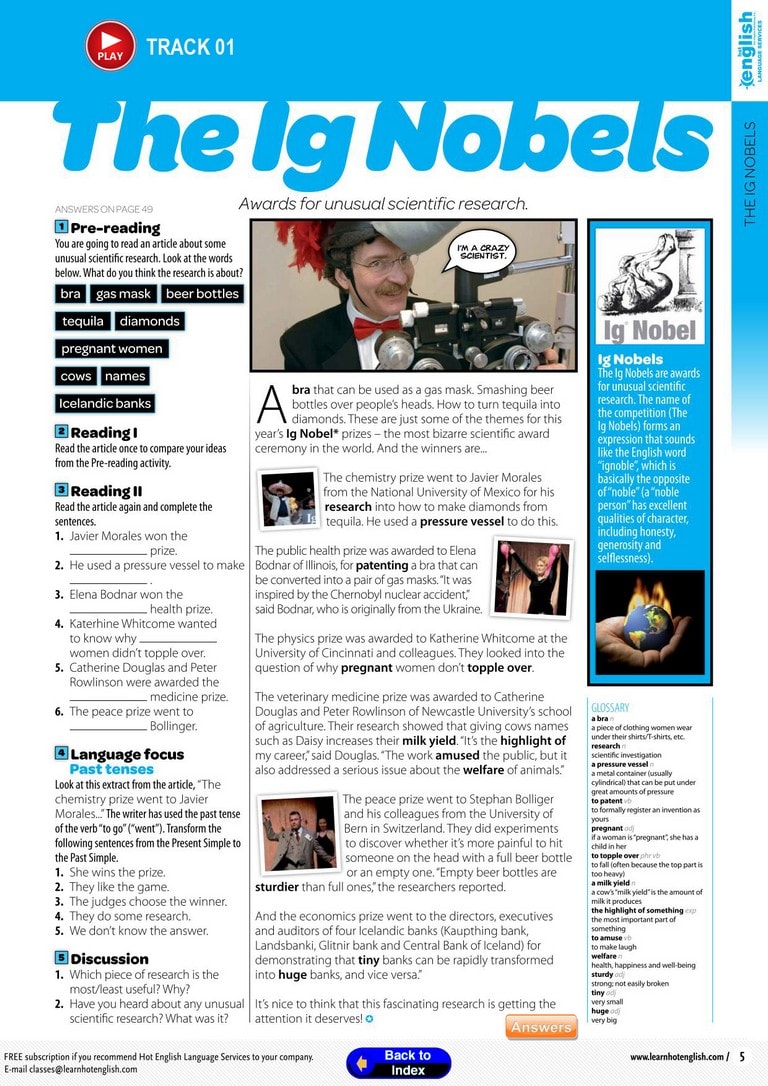 PLAY
TRACK 01
hot
english
LANGUAGE SERVICES
THE IG NOBELS
The Ig Nobels
ANSWERS ON PAGE 49
Awards for unusual scientific research.
1 Pre-reading
You are going to read an article about some
unusual scientific research. Look at the words
below. What do you think the research is about?
bra gas mask beer bottles
tequila diamonds
pregnant women
cows names
Icelandic banks
2 Reading I
Read the article once to compare your ideas
from the Pre-reading activity.
3 Reading II
Read the article again and complete the
sentences.
1. Javier Morales won the
____________ prize.
2. He used a pressure vessel to make
____________ .
3. Elena Bodnar won the
____________ health prize.
4. Katerhine Whitcome wanted
to know why ____________
women didn't topple over.
5. Catherine Douglas and Peter
Rowlinson were awarded the
____________ medicine prize.
6. The peace prize went to
____________ Bollinger.
4 Language focus
Past tenses
Look at this extract from the article, "The
chemistry prize went to Javier
Morales..." The writer has used the past tense
of the verb "to go" ("went"). Transform the
following sentences from the Present Simple to
the Past Simple.
1. She wins the prize.
2. They like the game.
3. The judges choose the winner.
4. They do some research.
5. We don't know the answer.
5 Discussion
1. Which piece of research is the
most/least useful? Why?
2. Have you heard about any unusual
scientific research? What was it?
I'M A CRAZY
SCIENTIST.
A bra that can be used as a gas mask. Smashing beer
bottles over people's heads. How to turn tequila into
diamonds. These are just some of the themes for this
year's Ig Nobel* prizes – the most bizarre scientific award
ceremony in the world. And the winners are...
The chemistry prize went to Javier Morales
from the National University of Mexico for his
research into how to make diamonds from
tequila. He used a pressure vessel to do this.
The public health prize was awarded to Elena
Bodnar of Illinois, for patenting a bra that can
be converted into a pair of gas masks. "It was
inspired by the Chernobyl nuclear accident,"
said Bodnar, who is originally from the Ukraine.
The physics prize was awarded to Katherine Whitcome at the
University of Cincinnati and colleagues. They looked into the
question of why pregnant women don't topple over.
The veterinary medicine prize was awarded to Catherine
Douglas and Peter Rowlinson of Newcastle University's school
of agriculture. Their research showed that giving cows names
such as Daisy increases their milk yield. "It's the highlight of
my career," said Douglas. "The work amused the public, but it
also addressed a serious issue about the welfare of animals."
The peace prize went to Stephan Bolliger
and his colleagues from the University of
Bern in Switzerland. They did experiments
to discover whether it's more painful to hit
someone on the head with a full beer bottle
or an empty one. "Empty beer bottles are
sturdier than full ones," the researchers reported.
And the economics prize went to the directors, executives
and auditors of four Icelandic banks (Kaupthing bank,
Landsbanki, Glitnir bank and Central Bank of Iceland) for
demonstrating that tiny banks can be rapidly transformed
into huge banks, and vice versa."
It's nice to think that this fascinating research is getting the
attention it deserves!
Answers
Ig Nobel
Ig Nobels
The Ig Nobels are awards
for unusual scientific
research. The name of
the competition (The
Ig Nobels) forms an
expression that sounds
like the English word
"ignoble", which is
basically the opposite
of "noble" (a "noble
person" has excellent
qualities of character,
including honesty,
generosity and
selflessness).
GLOSSARY
a bra n
a piece of clothing women wear
under their shirts/T-shirts, etc.
research n
scientific investigation
a pressure vessel n
a metal container (usually
cylindrical) that can be put under
great amounts of pressure
to patent vb
to formally register an invention as
yours
pregnant adj
if a woman is "pregnant", she has a
child in her
to topple over phr vb
to fall (often because the top part is
too heavy)
a milk yield n
a cow's "milk yield" is the amount of
milk it produces
the highlight of something exp
the most important part of
something
to amuse vb
to make laugh
welfare n
health, happiness and well-being
sturdy adj
strong; not easily broken
tiny adj
very small
huge adj
very big
FREE subscription if you recommend Hot English Language Services to your company.
E-mail classes@learnhotenglish.com
Back to
Index
www.learnhotenglish.com / 5